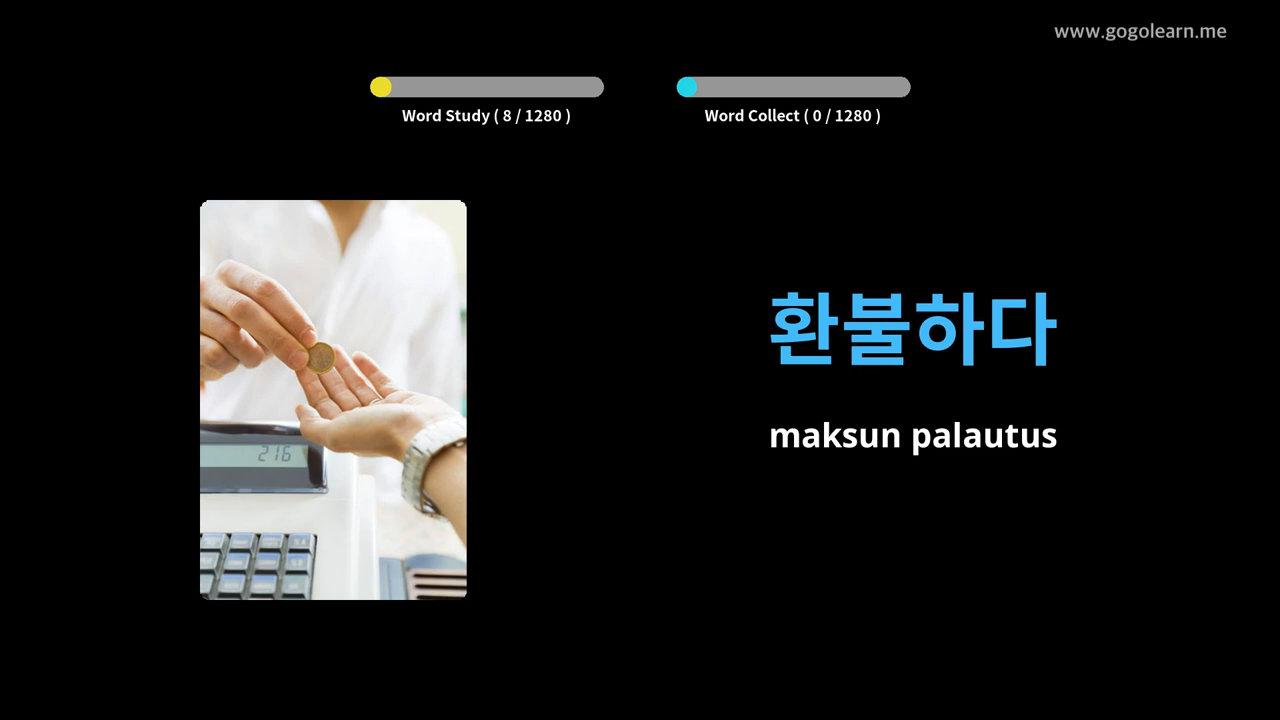 www.gogolearn.me
Word Study ( 8 / 1280 )
Word Collect ( 0 / 1280 )
216
환불하다
maksun palautus